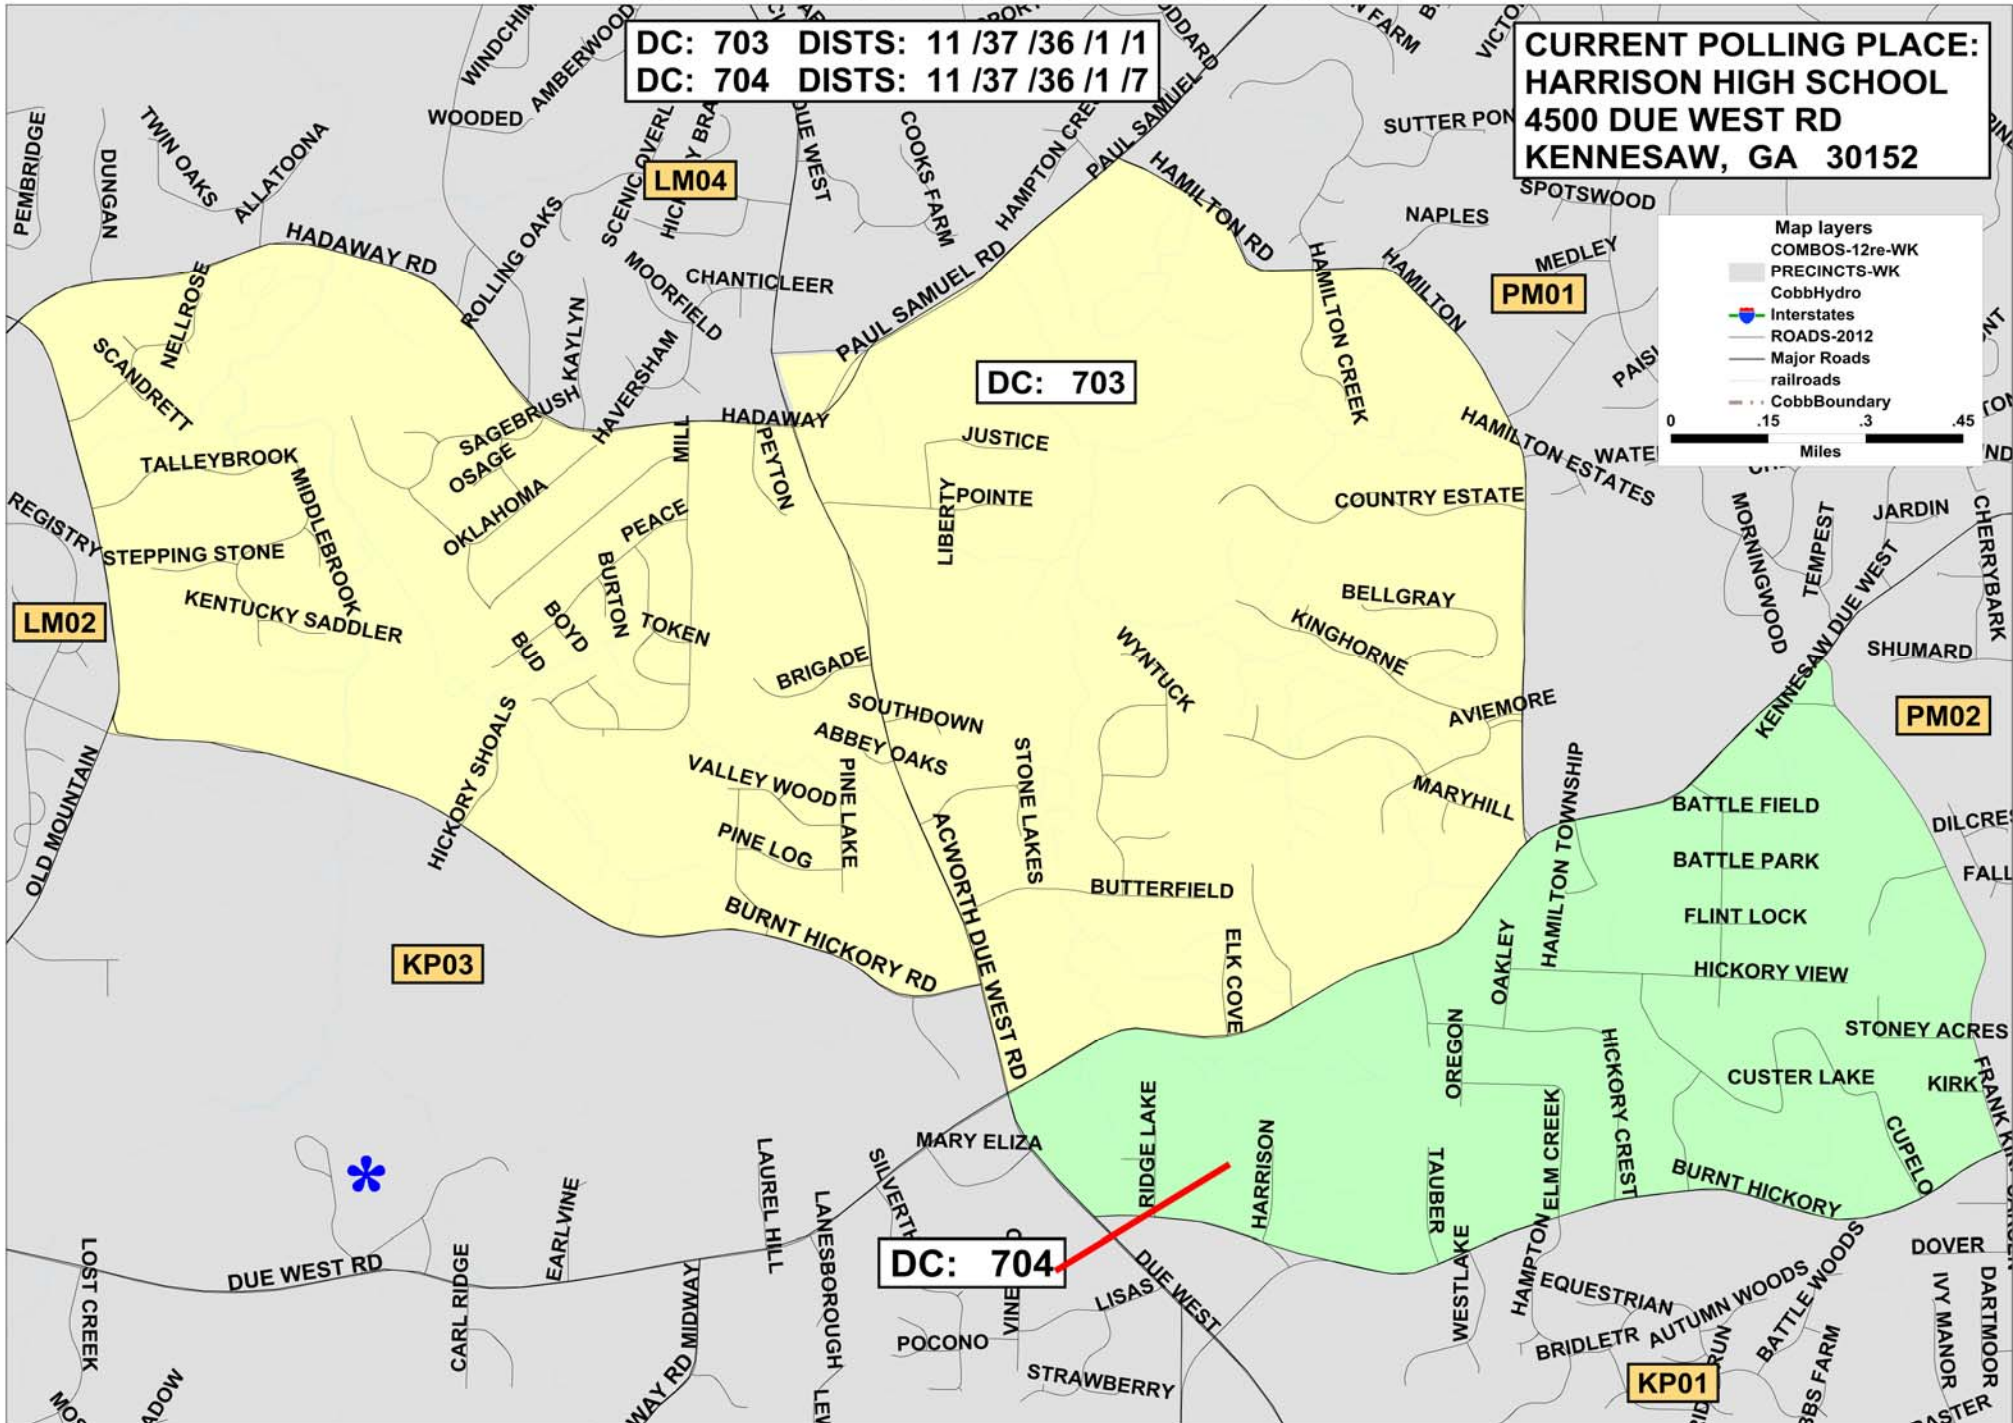 DC: 703 DISTS: 11 /37 /36 /1 /1
DC: 704 DISTS: 11 /37 /36 /1 /7
CURRENT POLLING PLACE:
HARRISON HIGH SCHOOL
4500 DUE WEST RD
KENNESAW, GA 30152
Map layers
COMBOS-12re-WK
PRECINCTS-WK
CobbHydro
Interstates
ROADS-2012
Major Roads
railroads
CobbBoundary
0 .15 .3 .45
Miles
WOODED
AMBERWOOD
PEMBRIDGE
DUNGAN
TWIN OAKS
ALLATOONA
LM04
DUE WEST
COOKS FARM
PAUL SAMUEL
HAMILTON RD
NAPLES
SPOTSWOOD
MEDLEY
PM01
HADAWAY RD
ROLLING OAKS
MOORFIELD
CHANTICLEER
PAUL SAMUEL RD
HAMILTON CREEK
HAMILTON
NELLROSE
SCANDRETT
KAYLYN
HAVERSHAM
SAGEBRUSH
OSAGE
OKLAHOMA
MILL
HADAWAY
PEYTON
DC: 703
JUSTICE
LIBERTY
POINTE
COUNTRY ESTATE
HAMILTON ESTATES
TALLEYBROOK
MIDDLEBROOK
REGISTRY
STEPPING STONE
KENTUCKY SADDLER
LM02
PEACE
BURTON
BOYD
BUD
TOKEN
BRIGADE
SOUTHDOWN
ABBEY OAKS
WYNTUCK
BELLGRAY
KINGHORNE
AVIEMORE
MARYHILL
MORNINGWOOD
TEMPEST
JARDIN
CHERRYBARK
KENNESAW DUE WEST
SHUMARD
PM02
OLD MOUNTAIN
HICKORY SHOALS
VALLEY WOOD
PINE LAKE
PINE LOG
STONE LAKES
ACWORTH DUE WEST RD
BUTTERFIELD
BURNT HICKORY RD
ELK COVE
HAMILTON TOWNSHIP
BATTLE FIELD
BATTLE PARK
FLINT LOCK
HICKORY VIEW
OAKLEY
OREGON
STONEY ACRES
CUSTER LAKE
KIRK
HICKORY CREST
ELM CREEK
CUPELO
BURNT HICKORY
KP03
MARY ELIZA
RIDGE LAKE
HARRISON
TAUBER
*
DUE WEST RD
LOST CREEK
CARL RIDGE
EARLVINE
LAUREL HILL
LANESBOROUGH
MIDWAY
DC: 704
POCONO
LISAS
DUE WEST
STRAWBERRY
WESTLAKE
HAMPTON
EQUESTRIAN
BRIDLETR
AUTUMN WOODS
BATTLE WOODS
DOVER
IVY MANOR
DARTMOOR
KP01